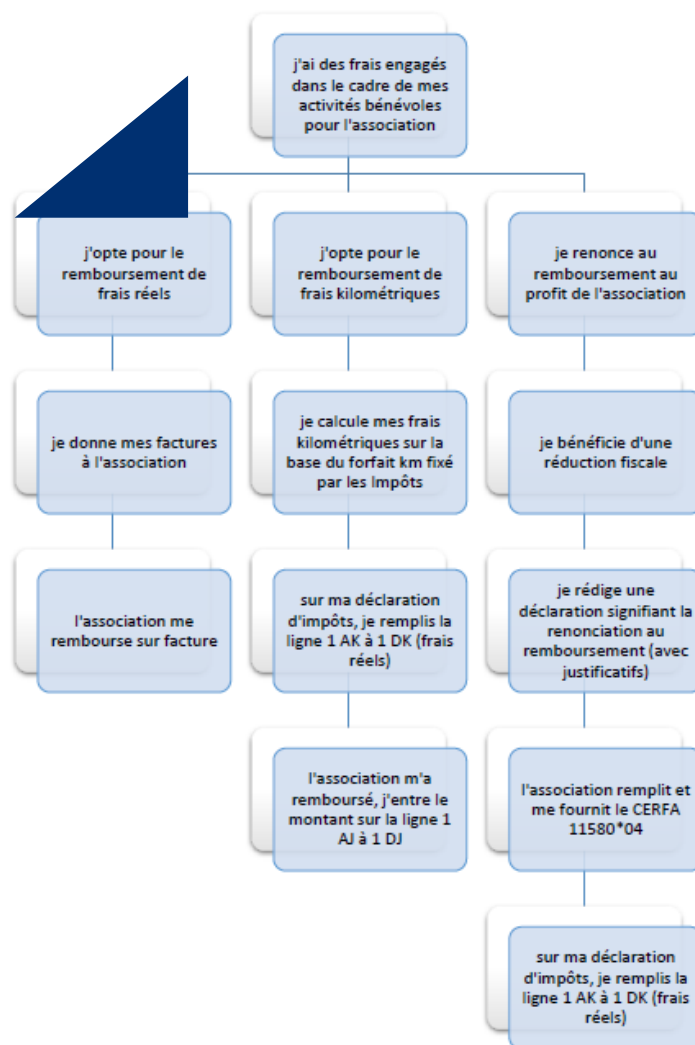 j'ai des frais engagés
dans le cadre de mes
activités bénévoles
pour l'association
j'opte pour le
remboursement de
frais réels
j'opte pour le
remboursement de
frais kilométriques
je renonce au
remboursement au
profit de l'association
je donne mes factures
à l'association
je calcule mes frais
kilométriques sur la
base du forfait km fixé
par les Impôts
je bénéficie d'une
réduction fiscale
l'association me
rembourse sur facture
sur ma déclaration
d'impôts, je remplis la
ligne 1 AK à 1 DK (frais
réels)
je rédige une
déclaration signifiant la
renonciation au
remboursement (avec
justificatifs)
l'association m'a
remboursé, j'entre le
montant sur la ligne 1
AJ à 1 DJ
l'association remplit et
me fournit le CERFA
11580*04
sur ma déclaration
d'impôts, je remplis la
ligne 1 AK à 1 DK (frais
réels)